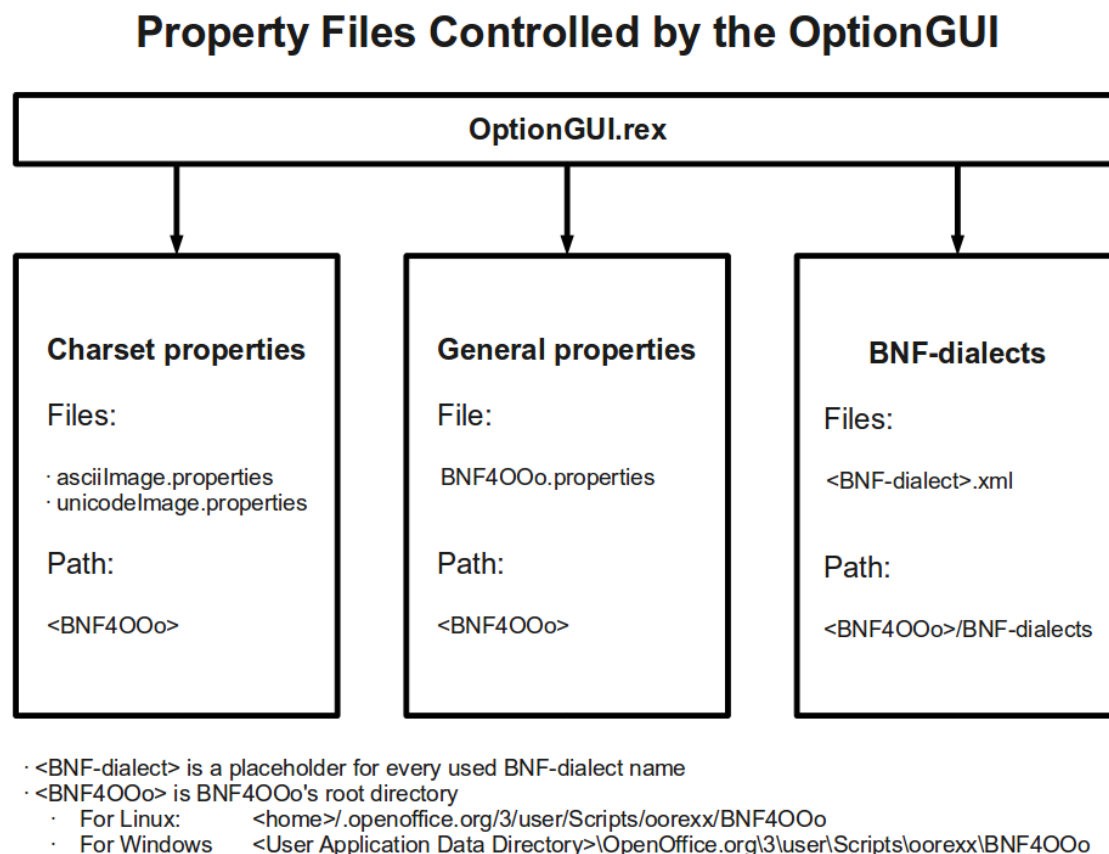 Property Files Controlled by the OptionGUI
OptionGUI.rex
Charset properties
Files:
· asciiImage.properties
· unicodeImage.properties
Path:
<BNF4OOo>
General properties
File:
BNF4OOo.properties
Path:
<BNF4OOo>
BNF-dialects
Files:
<BNF-dialect>.xml
Path:
<BNF4OOo>/BNF-dialects
· <BNF-dialect> is a placeholder for every used BNF-dialect name
· <BNF4OOo> is BNF4OOo's root directory
· For Linux: <home>/.openoffice.org/3/user/Scripts/oorexx/BNF4OOo
· For Windows <User Application Data Directory>\OpenOffice.org\3\user\Scripts\oorexx\BNF4OOo